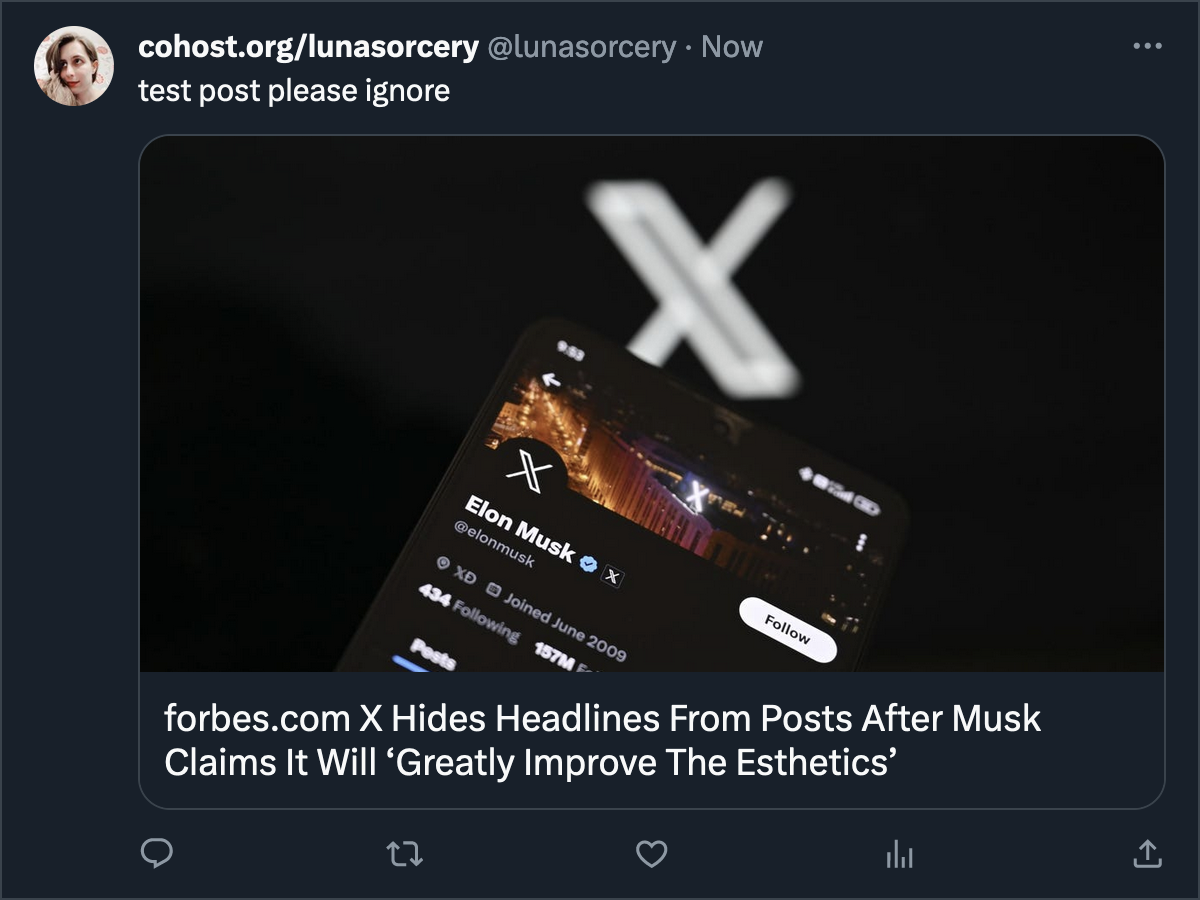 cohost.org/lunasorcery @lunasorcery · Now
test post please ignore
X
9:53
X
X
Elon Musk
@elonmusk
XÐ Joined June 2009
434 Following 157M
Follow
Posts
forbes.com X Hides Headlines From Posts After Musk
Claims It Will ‘Greatly Improve The Esthetics’